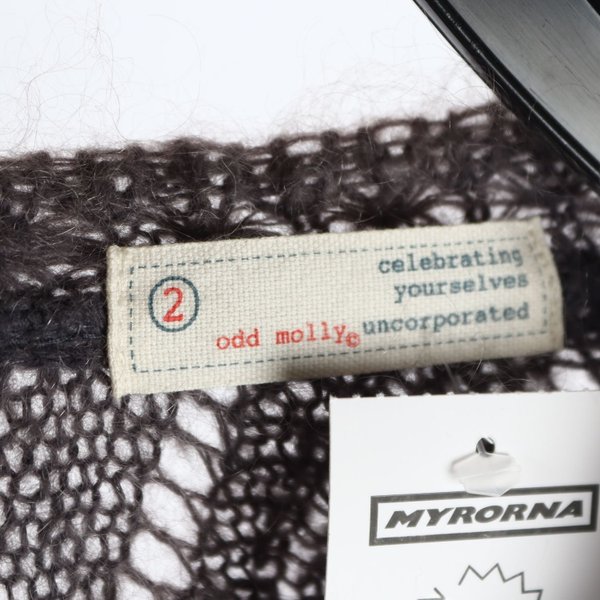 2
celebrating
yourselves
odd molly© uncorporated
MYRORNA